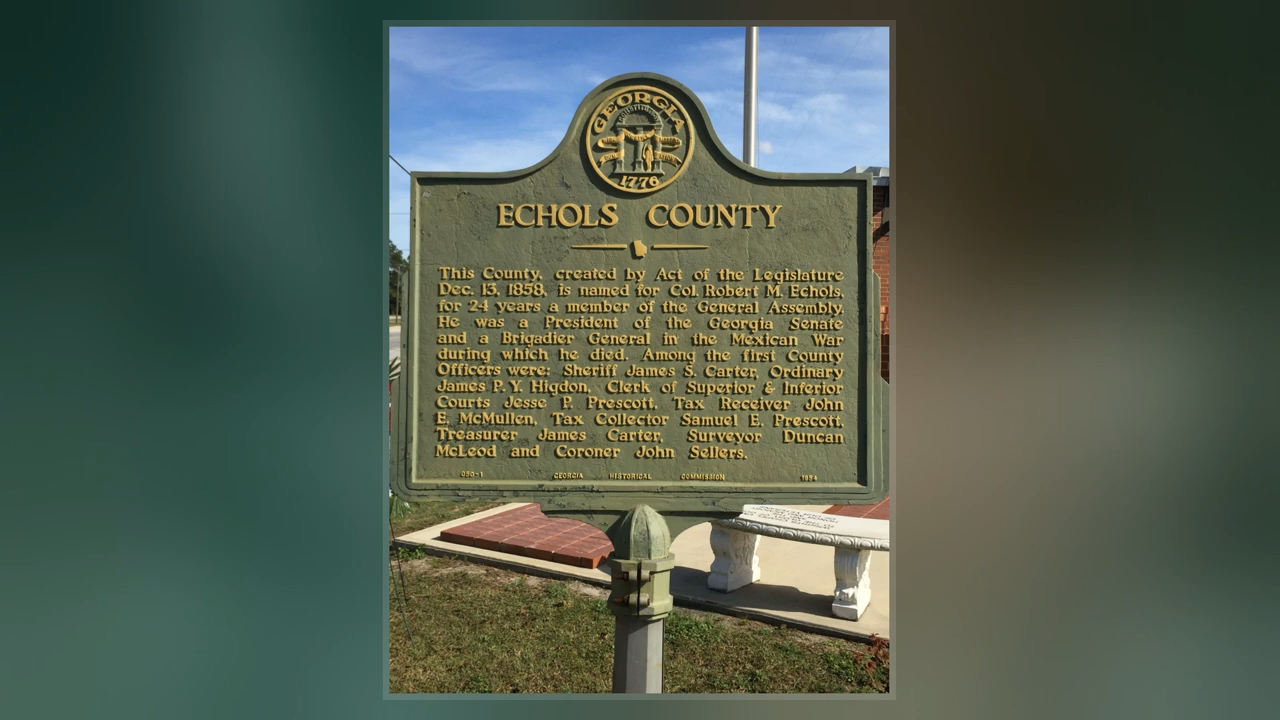 GEORGIA
1776
ECHOLS COUNTY
This County, created by Act of the Legislature
Dec. 13, 1858, is named for Col. Robert M. Echols,
for 24 years a member of the General Assembly.
He was a President of the Georgia Senate
and a Brigadier General in the Mexican War
during which he died. Among the first County
Officers were: Sheriff James S. Carter, Ordinary
James P. Y. Higdon, Clerk of Superior & Inferior
Courts Jesse P. Prescott, Tax Receiver John
E. McMullen, Tax Collector Samuel E. Prescott,
Treasurer James Carter, Surveyor Duncan
McLeod and Coroner John Sellers.
050-1 GEORGIA HISTORICAL COMMISSION 1954